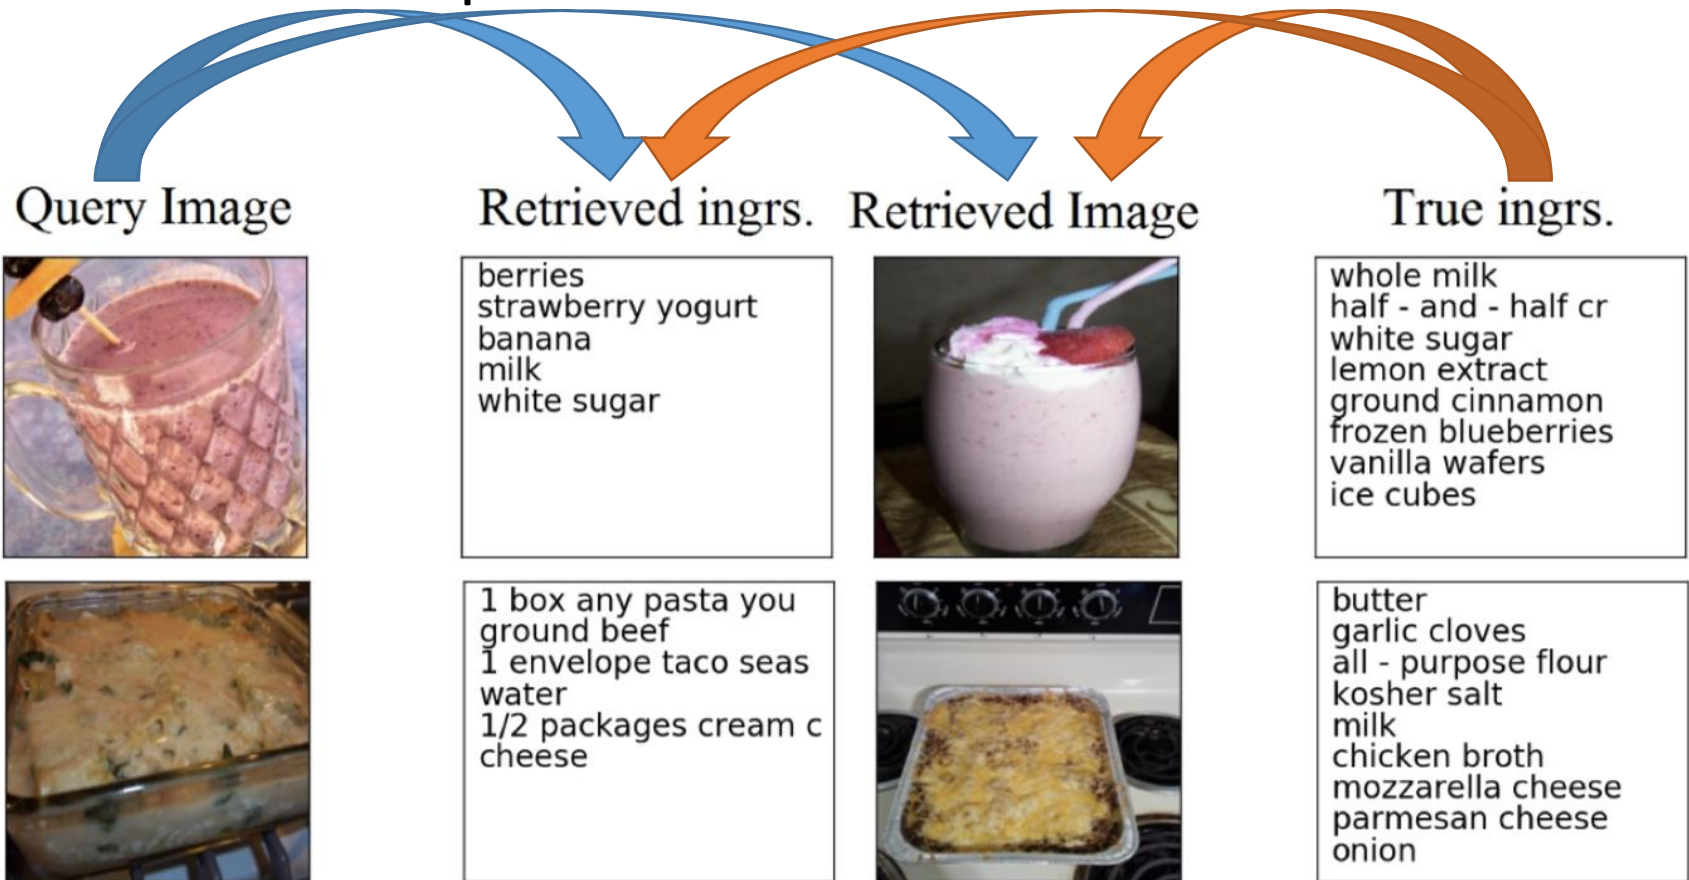 Query Image
Retrieved ingrs.
Retrieved Image
True ingrs.
berries
strawberry yogurt
banana
milk
white sugar
whole milk
half - and - half cr
white sugar
lemon extract
ground cinnamon
frozen blueberries
vanilla wafers
ice cubes
1 box any pasta you
ground beef
1 envelope taco seas
water
1/2 packages cream c
cheese
butter
garlic cloves
all - purpose flour
kosher salt
milk
chicken broth
mozzarella cheese
parmesan cheese
onion